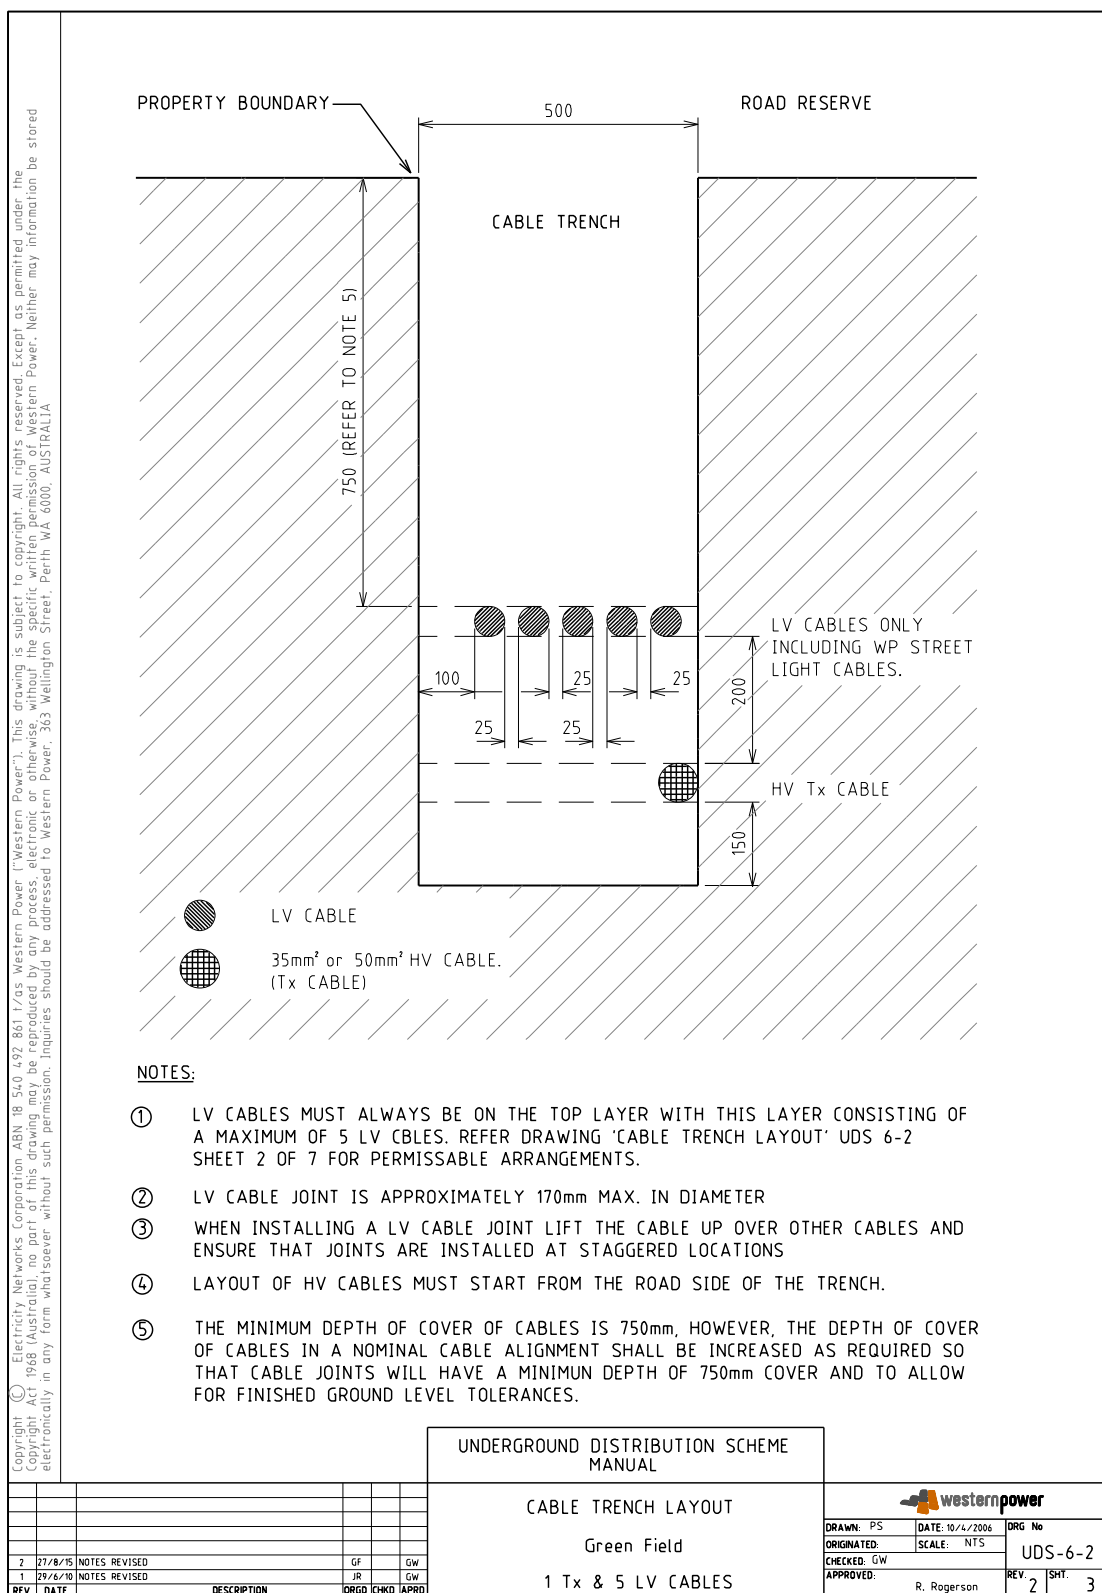 PROPERTY BOUNDARY
500
ROAD RESERVE
CABLE TRENCH
750 (REFER TO NOTE 5)
LV CABLES ONLY
INCLUDING WP STREET
LIGHT CABLES.
100
25
25
200
25
25
HV Tx CABLE
150
LV CABLE
35mm² or 50mm² HV CABLE.
(Tx CABLE)
NOTES:
1 LV CABLES MUST ALWAYS BE ON THE TOP LAYER WITH THIS LAYER CONSISTING OF
A MAXIMUM OF 5 LV CBLES. REFER DRAWING 'CABLE TRENCH LAYOUT' UDS 6-2
SHEET 2 OF 7 FOR PERMISSABLE ARRANGEMENTS.
2 LV CABLE JOINT IS APPROXIMATELY 170mm MAX. IN DIAMETER
3 WHEN INSTALLING A LV CABLE JOINT LIFT THE CABLE UP OVER OTHER CABLES AND
ENSURE THAT JOINTS ARE INSTALLED AT STAGGERED LOCATIONS
4 LAYOUT OF HV CABLES MUST START FROM THE ROAD SIDE OF THE TRENCH.
5 THE MINIMUM DEPTH OF COVER OF CABLES IS 750mm, HOWEVER, THE DEPTH OF COVER
OF CABLES IN A NOMINAL CABLE ALIGNMENT SHALL BE INCREASED AS REQUIRED SO
THAT CABLE JOINTS WILL HAVE A MINIMUN DEPTH OF 750mm COVER AND TO ALLOW
FOR FINISHED GROUND LEVEL TOLERANCES.
Copyright © Electricity Networks Corporation ABN 18 540 492 861 t/as Western Power ("Western Power"). This drawing is subject to copyright. All rights reserved. Except as permitted under the
Copyright Act 1968 (Australia), no part of this drawing may be reproduced by any process, electronic or otherwise, without the specific written permission of Western Power. Neither may information be stored
electronically in any form whatsoever without such permission. Inquiries should be addressed to Western Power, 363 Wellington Street, Perth WA 6000, AUSTRALIA
UNDERGROUND DISTRIBUTION SCHEME
MANUAL
CABLE TRENCH LAYOUT
Green Field
1 Tx & 5 LV CABLES
2 27/8/15 NOTES REVISED GF GW
1 29/6/10 NOTES REVISED JR GW
REV DATE DESCRIPTION ORGD CHKD APRD
westernpower
DRAWN: PS DATE: 10/4/2006 DRG No
ORIGINATED: SCALE: NTS UDS-6-2
CHECKED: GW
APPROVED: R. Rogerson REV. 2 SHT. 3